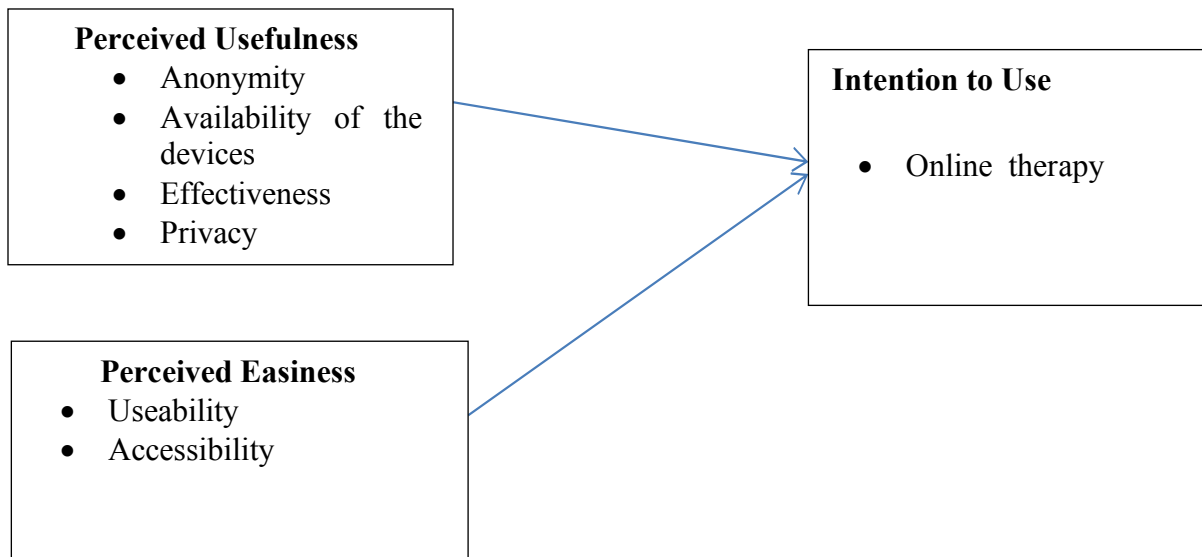 Perceived Usefulness
• Anonymity
• Availability of the
devices
• Effectiveness
• Privacy
Intention to Use
• Online therapy
Perceived Easiness
• Useability
• Accessibility